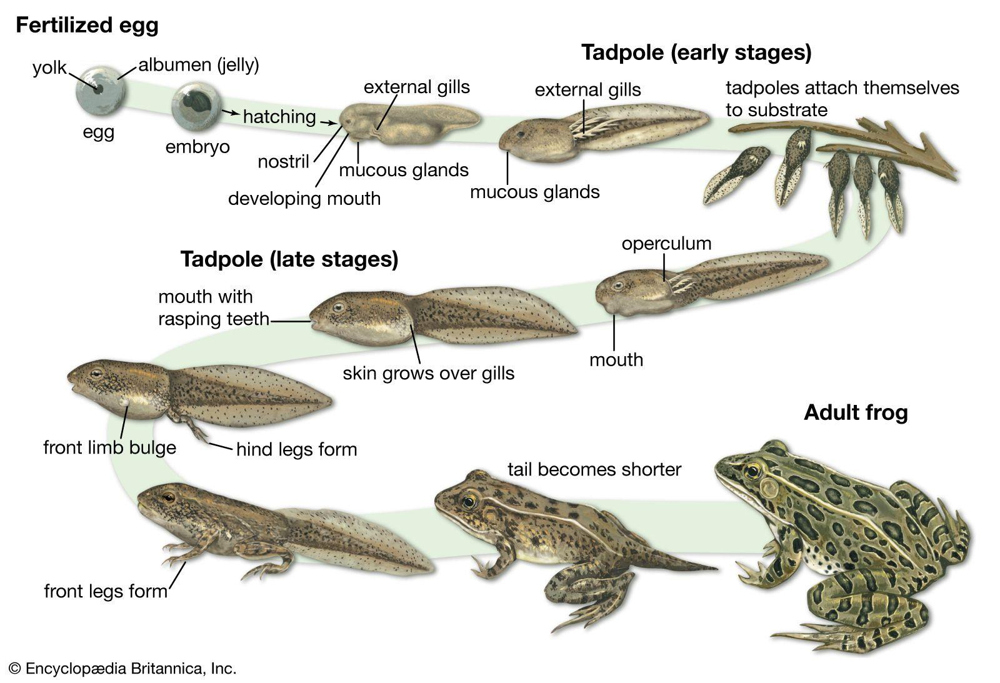 Fertilized egg
yolk
albumen (jelly)
egg
embryo
hatching
nostril
developing mouth
mucous glands
external gills
Tadpole (early stages)
external gills
mucous glands
tadpoles attach themselves
to substrate
operculum
mouth
Tadpole (late stages)
mouth with
rasping teeth
skin grows over gills
front limb bulge
hind legs form
front legs form
tail becomes shorter
Adult frog
© Encyclopædia Britannica, Inc.